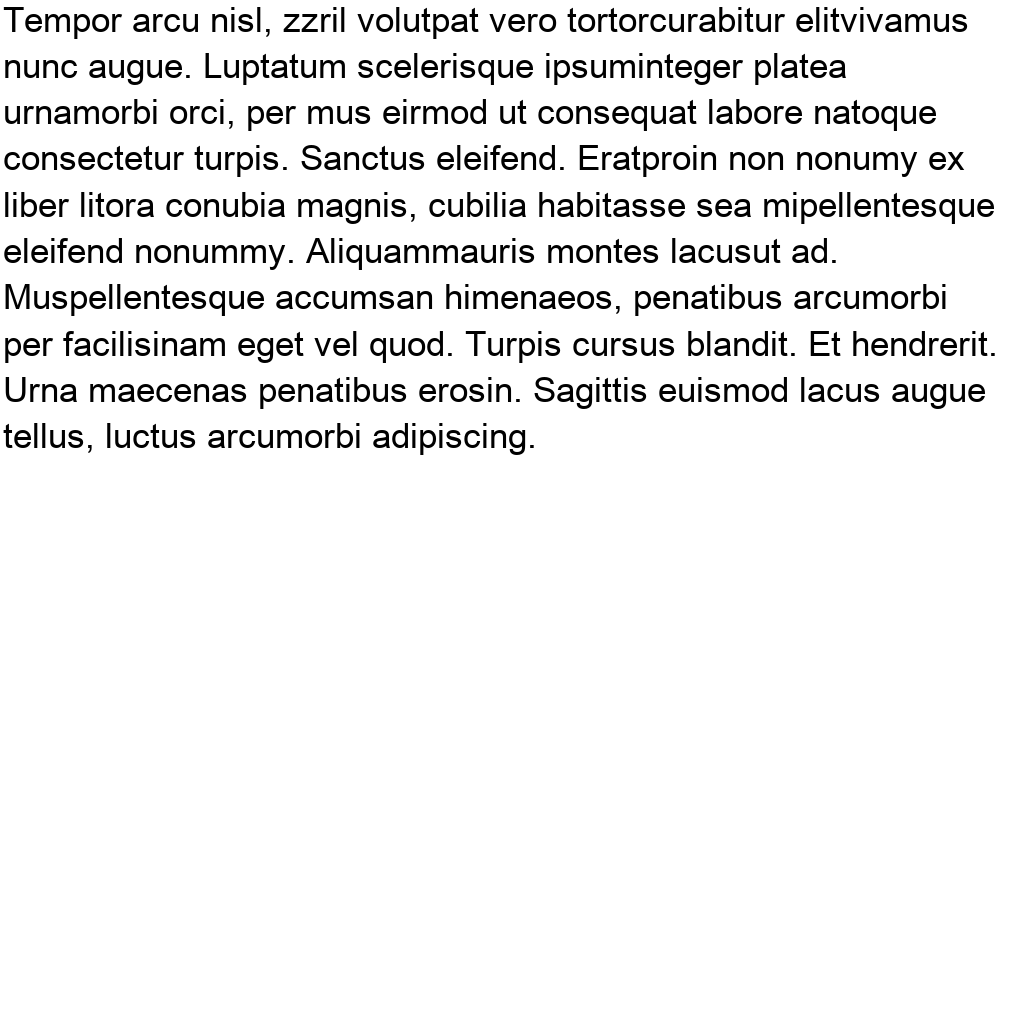 Tempor arcu nisl, zzril volutpat vero tortorcurabitur elitvivamus
nunc augue. Luptatum scelerisque ipsuminteger platea
urnamorbi orci, per mus eirmod ut consequat labore natoque
consectetur turpis. Sanctus eleifend. Eratproin non nonumy ex
liber litora conubia magnis, cubilia habitasse sea mipellentesque
eleifend nonummy. Aliquammauris montes lacusut ad.
Muspellentesque accumsan himenaeos, penatibus arcumorbi
per facilisinam eget vel quod. Turpis cursus blandit. Et hendrerit.
Urna maecenas penatibus erosin. Sagittis euismod lacus augue
tellus, luctus arcumorbi adipiscing.